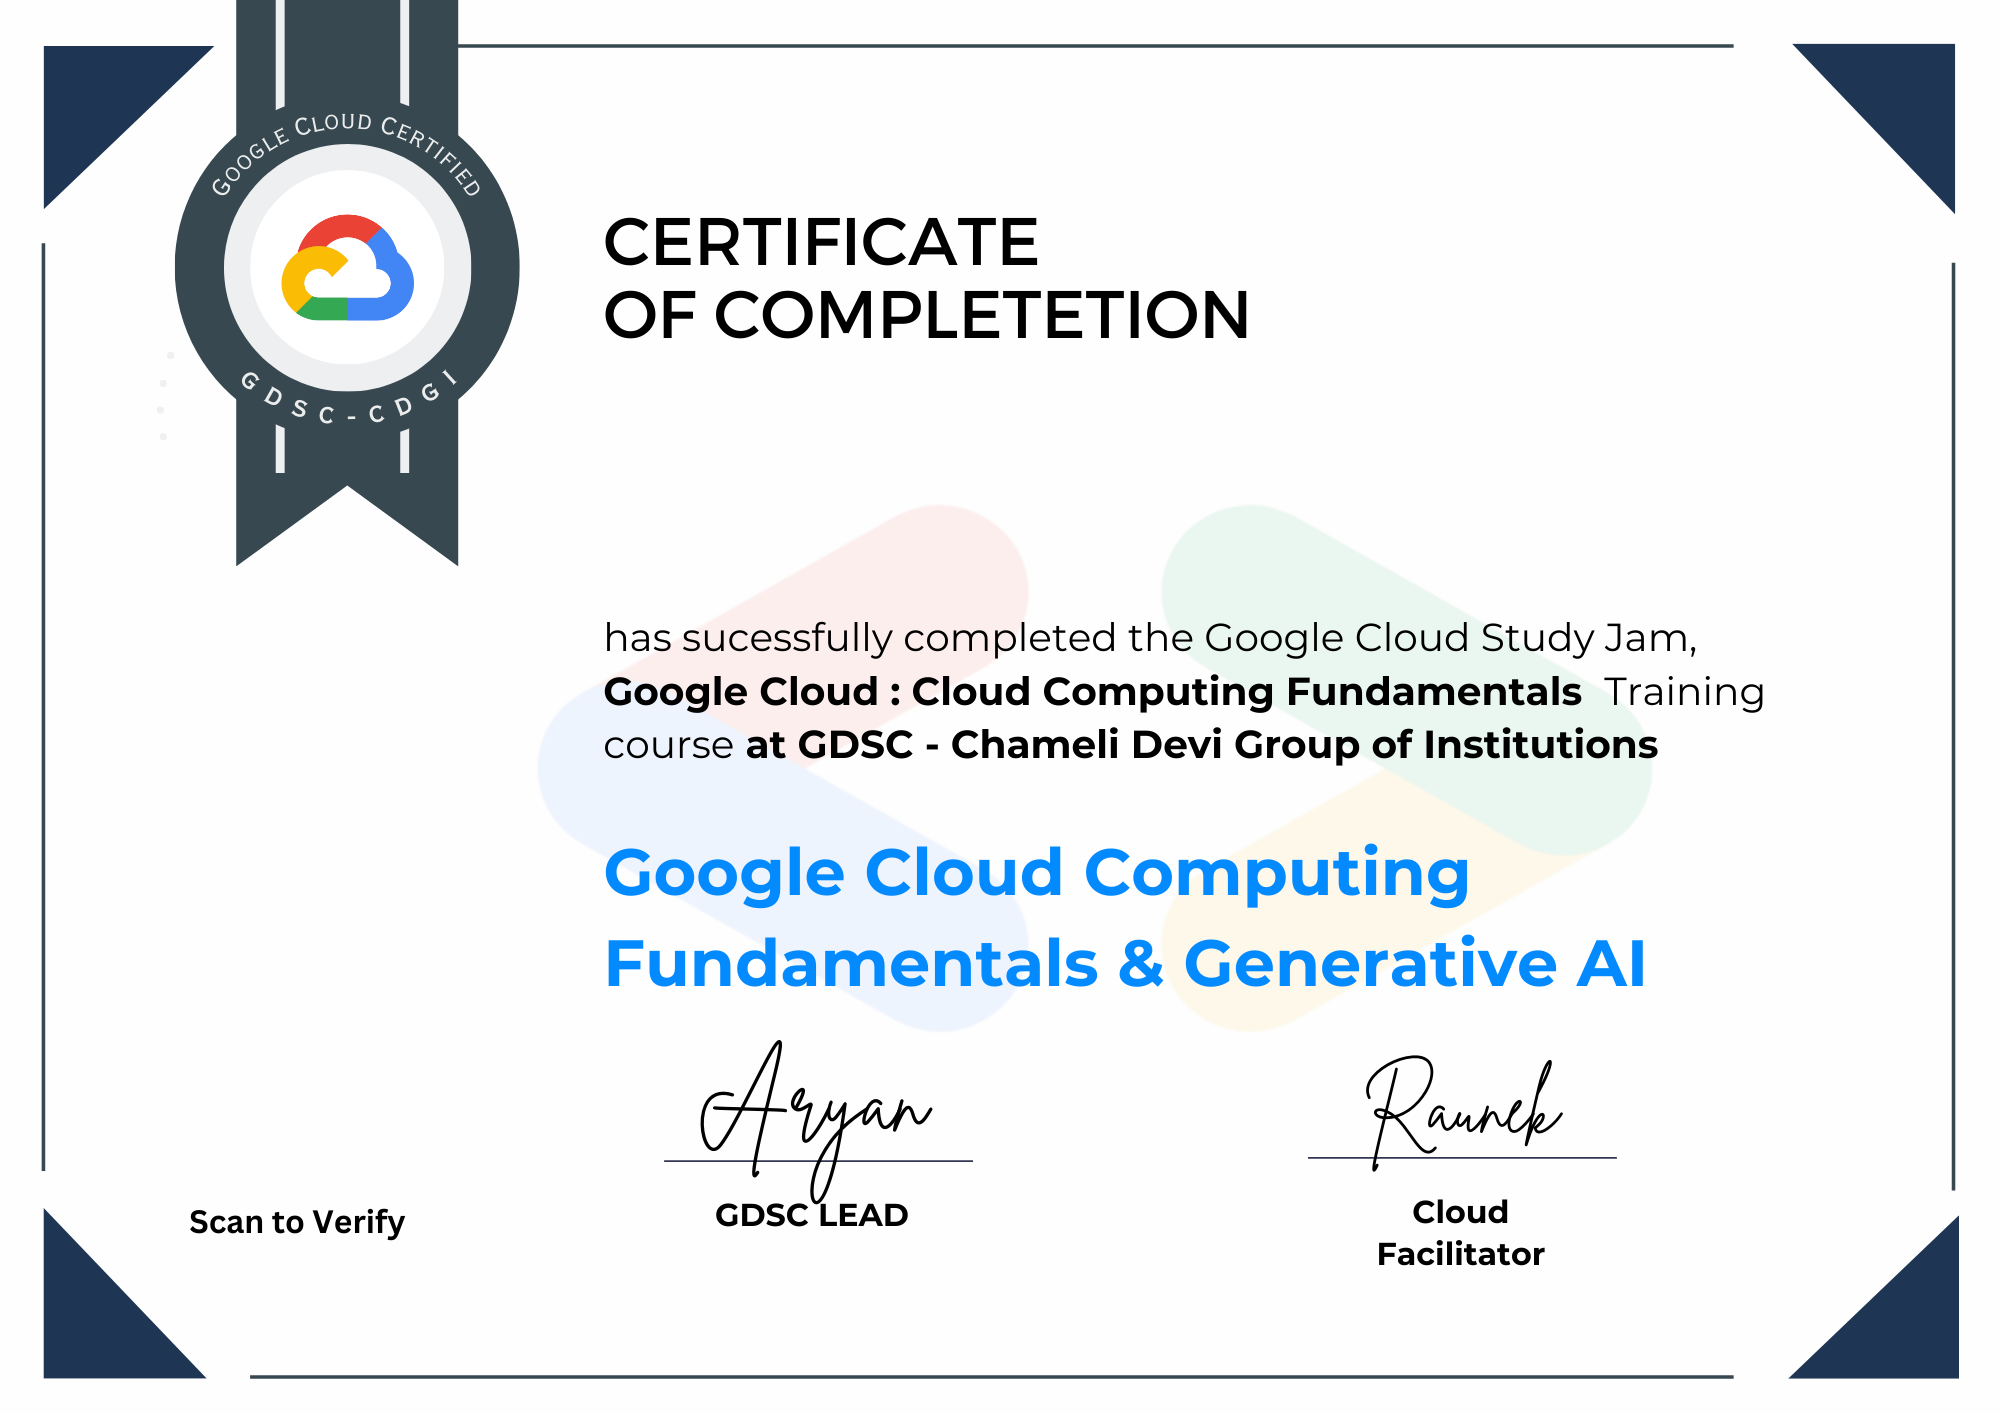 Google Cloud Certified
GDSC-CDGI
CERTIFICATE
OF COMPLETETION
has sucessfully completed the Google Cloud Study Jam,
Google Cloud : Cloud Computing Fundamentals Training
course at GDSC - Chameli Devi Group of Institutions
Google Cloud Computing
Fundamentals & Generative AI
Aryan
Raunek
GDSC LEAD
Cloud
Facilitator
Scan to Verify